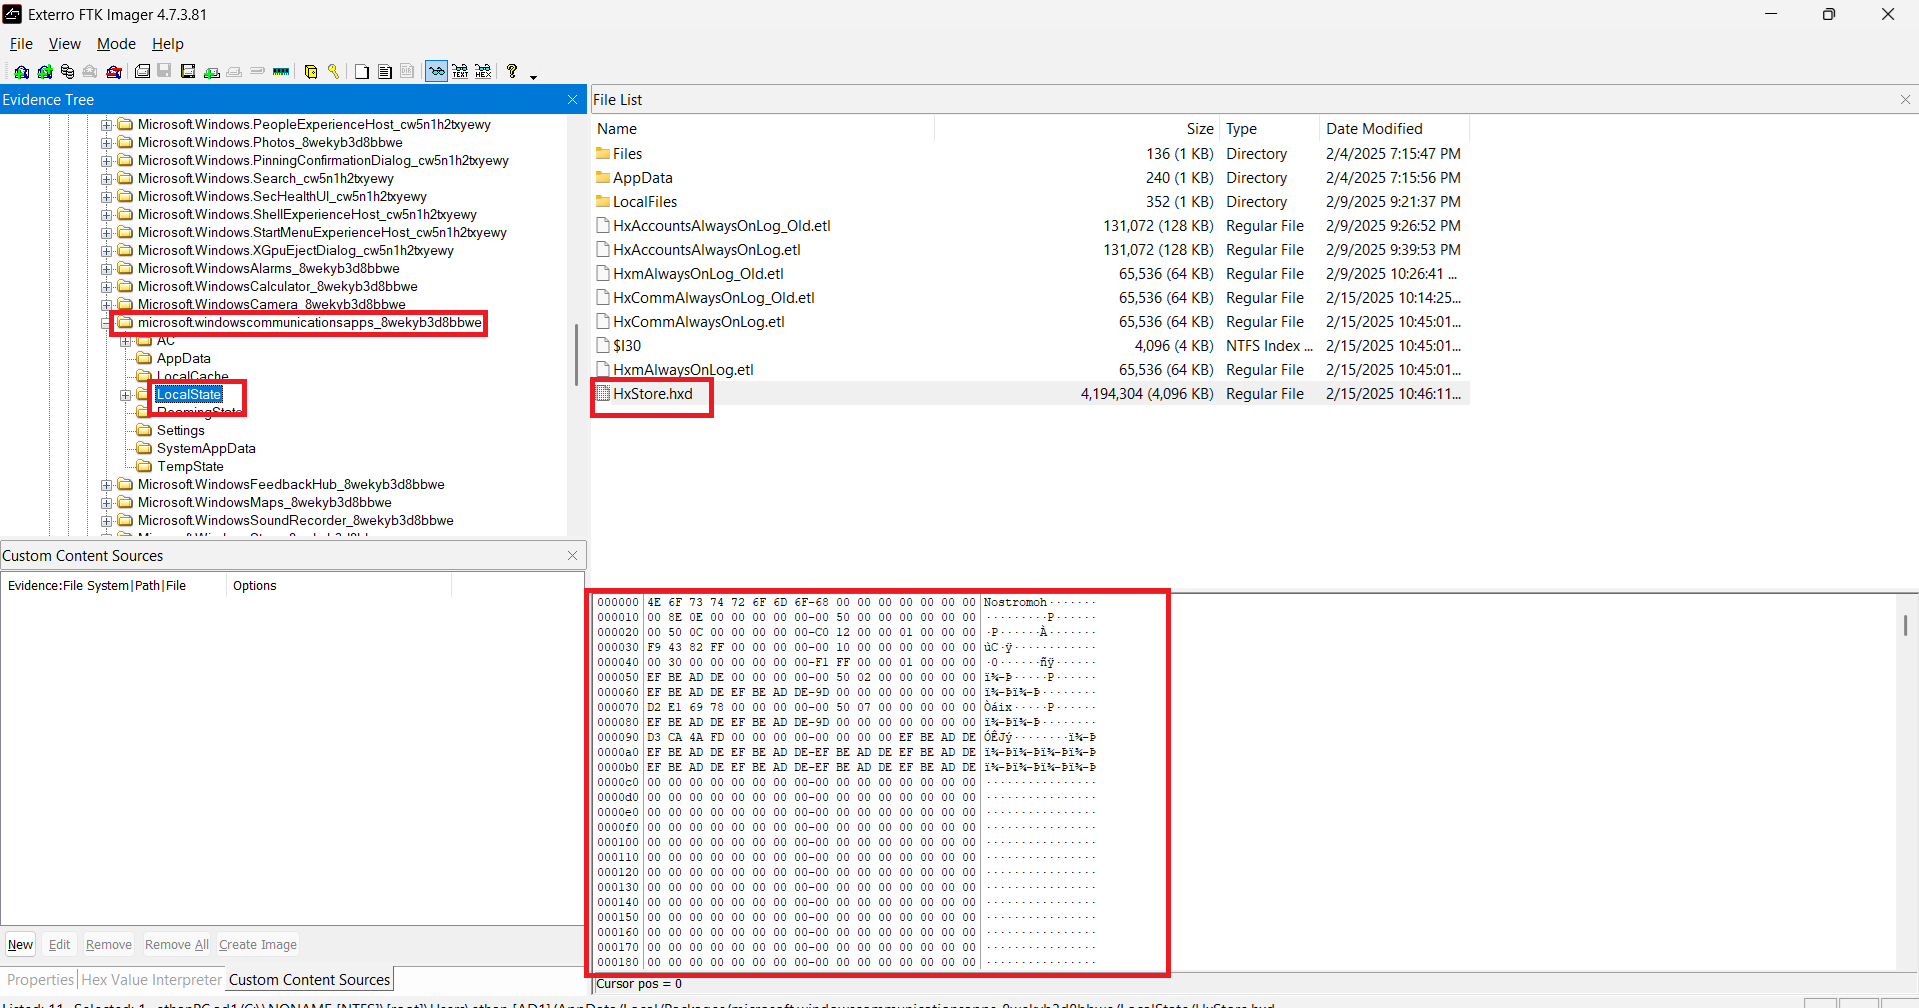 Exterro FTK Imager 4.7.3.81
File View Mode Help
Evidence Tree
Microsoft.Windows.PeopleExperienceHost_cw5n1h2txyewy
Microsoft.Windows.Photos_8wekyb3d8bbwe
Microsoft.Windows.PinningConfirmationDialog_cw5n1h2txyewy
Microsoft.Windows.Search_cw5n1h2txyewy
Microsoft.Windows.SecHealthUI_cw5n1h2txyewy
Microsoft.Windows.ShellExperienceHost_cw5n1h2txyewy
Microsoft.Windows.StartMenuExperienceHost_cw5n1h2txyewy
Microsoft.Windows.XGpuEjectDialog_cw5n1h2txyewy
Microsoft.WindowsAlarms_8wekyb3d8bbwe
Microsoft.WindowsCalculator_8wekyb3d8bbwe
Microsoft.WindowsCamera_8wekyb3d8bbwe
microsoft.windowscommunicationsapps_8wekyb3d8bbwe
AC
AppData
LocalCache
LocalState
RoamingState
Settings
SystemAppData
TempState
Microsoft.WindowsFeedbackHub_8wekyb3d8bbwe
Microsoft.WindowsMaps_8wekyb3d8bbwe
Microsoft.WindowsSoundRecorder_8wekyb3d8bbwe
File List
Name Size Type Date Modified
Files 136 (1 KB) Directory 2/4/2025 7:15:47 PM
AppData 240 (1 KB) Directory 2/4/2025 7:15:56 PM
LocalFiles 352 (1 KB) Directory 2/9/2025 9:21:37 PM
HxAccountsAlwaysOnLog_Old.etl 131,072 (128 KB) Regular File 2/9/2025 9:26:52 PM
HxAccountsAlwaysOnLog.etl 131,072 (128 KB) Regular File 2/9/2025 9:39:53 PM
HxmAlwaysOnLog_Old.etl 65,536 (64 KB) Regular File 2/9/2025 10:26:41 ...
HxCommAlwaysOnLog_Old.etl 65,536 (64 KB) Regular File 2/15/2025 10:14:25...
HxCommAlwaysOnLog.etl 65,536 (64 KB) Regular File 2/15/2025 10:45:01...
$I30 4,096 (4 KB) NTFS Index ... 2/15/2025 10:45:01...
HxmAlwaysOnLog.etl 65,536 (64 KB) Regular File 2/15/2025 10:45:01...
HxStore.hxd 4,194,304 (4,096 KB) Regular File 2/15/2025 10:46:11...
Custom Content Sources
Evidence:File System|Path|File Options
New Edit Remove Remove All Create Image
Properties Hex Value Interpreter Custom Content Sources
000000 4E 6F 73 74 72 6F 6D 6F-68 00 00 00 00 00 00 00 Nostromoh·······
000010 00 8E 0E 00 00 00 00 00-00 50 00 00 00 00 00 00 ·········P······
000020 00 50 0C 00 00 00 00 00-C0 12 00 00 01 00 00 00 ·P······À·······
000030 F9 43 82 FF 00 00 00 00-00 10 00 00 00 00 00 00 ùC·ÿ············
000040 00 30 00 00 00 00 00 00-F1 FF 00 00 01 00 00 00 ·0······ñÿ······
000050 EF BE AD DE 00 00 00 00-00 50 02 00 00 00 00 00 ï¾-Þ·····P······
000060 EF BE AD DE EF BE AD DE-9D 00 00 00 00 00 00 00 ï¾-Þï¾-Þ········
000070 D2 E1 69 78 00 00 00 00-00 50 07 00 00 00 00 00 Òáix·····P······
000080 EF BE AD DE EF BE AD DE-9D 00 00 00 00 00 00 00 ï¾-Þï¾-Þ········
000090 D3 CA 4A FD 00 00 00 00-00 00 00 00 EF BE AD DE ÓÊJý········ï¾-Þ
0000a0 EF BE AD DE EF BE AD DE-EF BE AD DE EF BE AD DE ï¾-Þï¾-Þï¾-Þï¾-Þ
0000b0 EF BE AD DE EF BE AD DE-EF BE AD DE EF BE AD DE ï¾-Þï¾-Þï¾-Þï¾-Þ
0000c0 00 00 00 00 00 00 00 00-00 00 00 00 00 00 00 00 ················
0000d0 00 00 00 00 00 00 00 00-00 00 00 00 00 00 00 00 ················
0000e0 00 00 00 00 00 00 00 00-00 00 00 00 00 00 00 00 ················
0000f0 00 00 00 00 00 00 00 00-00 00 00 00 00 00 00 00 ················
000100 00 00 00 00 00 00 00 00-00 00 00 00 00 00 00 00 ················
000110 00 00 00 00 00 00 00 00-00 00 00 00 00 00 00 00 ················
000120 00 00 00 00 00 00 00 00-00 00 00 00 00 00 00 00 ················
000130 00 00 00 00 00 00 00 00-00 00 00 00 00 00 00 00 ················
000140 00 00 00 00 00 00 00 00-00 00 00 00 00 00 00 00 ················
000150 00 00 00 00 00 00 00 00-00 00 00 00 00 00 00 00 ················
000160 00 00 00 00 00 00 00 00-00 00 00 00 00 00 00 00 ················
000170 00 00 00 00 00 00 00 00-00 00 00 00 00 00 00 00 ················
000180 00 00 00 00 00 00 00 00-00 00 00 00 00 00 00 00 ················
Cursor pos = 0